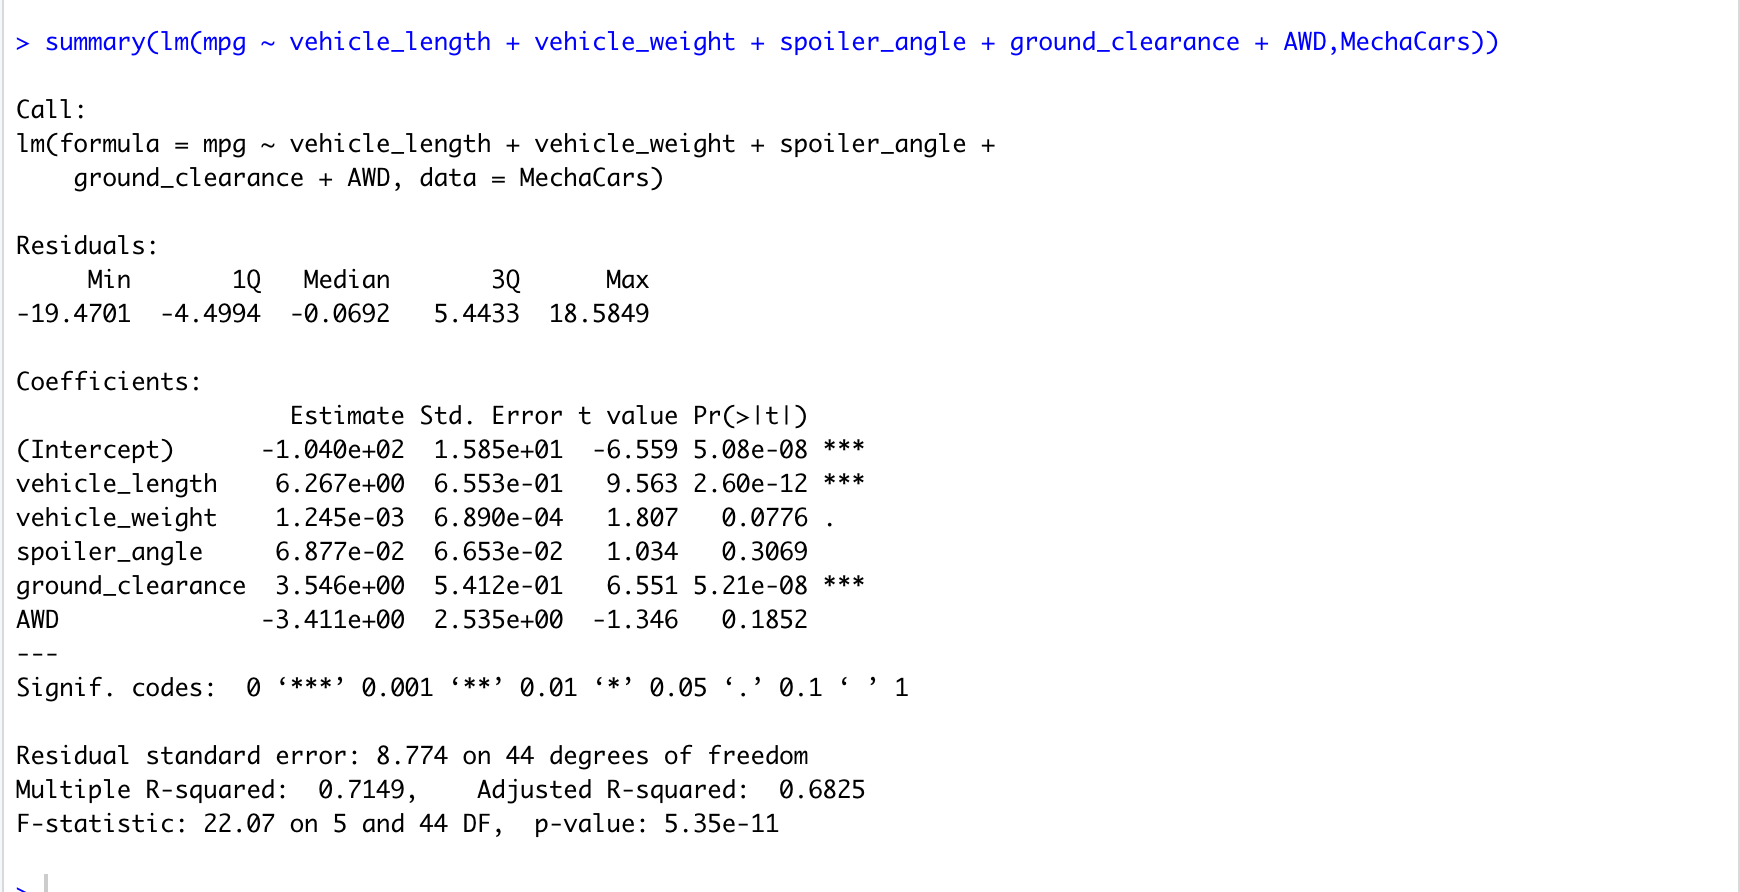 > summary(lm(mpg ~ vehicle_length + vehicle_weight + spoiler_angle + ground_clearance + AWD,MechaCars))
Call:
lm(formula = mpg ~ vehicle_length + vehicle_weight + spoiler_angle +
    ground_clearance + AWD, data = MechaCars)
Residuals:
     Min       1Q   Median       3Q      Max
-19.4701  -4.4994  -0.0692   5.4433  18.5849
Coefficients:
                   Estimate Std. Error t value Pr(>|t|)
(Intercept)      -1.040e+02  1.585e+01  -6.559 5.08e-08 ***
vehicle_length    6.267e+00  6.553e-01   9.563 2.60e-12 ***
vehicle_weight    1.245e-03  6.890e-04   1.807   0.0776 .
spoiler_angle     6.877e-02  6.653e-02   1.034   0.3069
ground_clearance  3.546e+00  5.412e-01   6.551 5.21e-08 ***
AWD              -3.411e+00  2.535e+00  -1.346   0.1852
---
Signif. codes:  0 ‘***’ 0.001 ‘**’ 0.01 ‘*’ 0.05 ‘.’ 0.1 ‘ ’ 1
Residual standard error: 8.774 on 44 degrees of freedom
Multiple R-squared:  0.7149,    Adjusted R-squared:  0.6825
F-statistic: 22.07 on 5 and 44 DF,  p-value: 5.35e-11
>